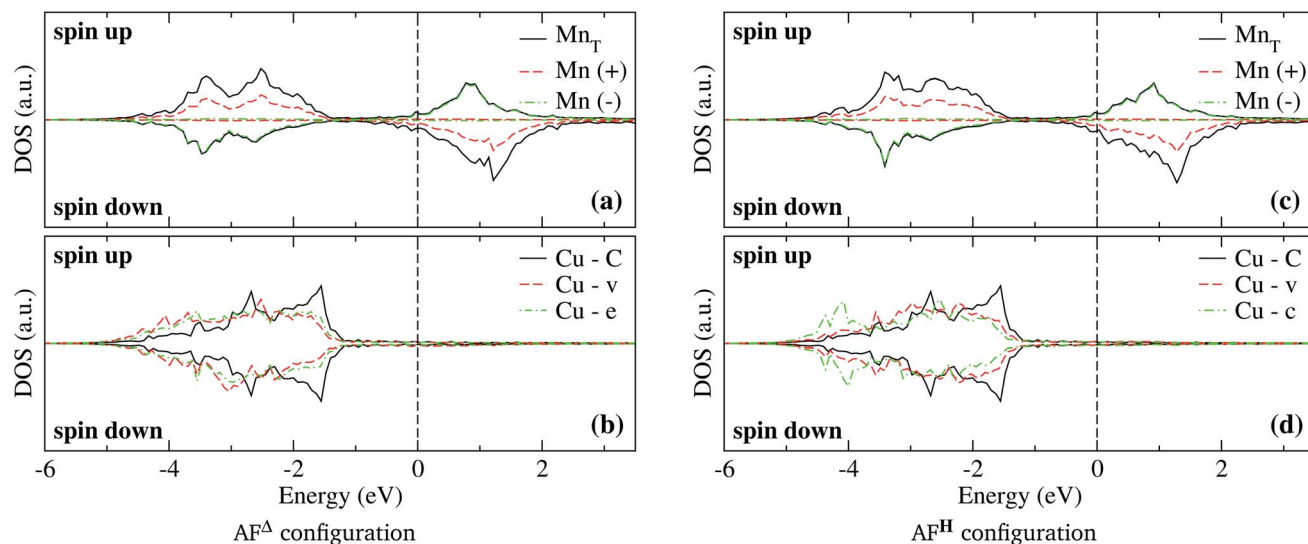 spin up
Mn_T
Mn (+)
Mn (-)
DOS (a.u.)
spin down
(a)
spin up
Cu - C
Cu - v
Cu - e
DOS (a.u.)
spin down
(b)
-6 -4 -2 0 2
Energy (eV)
AF^Δ configuration
spin up
Mn_T
Mn (+)
Mn (-)
DOS (a.u.)
spin down
(c)
spin up
Cu - C
Cu - v
Cu - c
DOS (a.u.)
spin down
(d)
-6 -4 -2 0 2
Energy (eV)
AF^H configuration